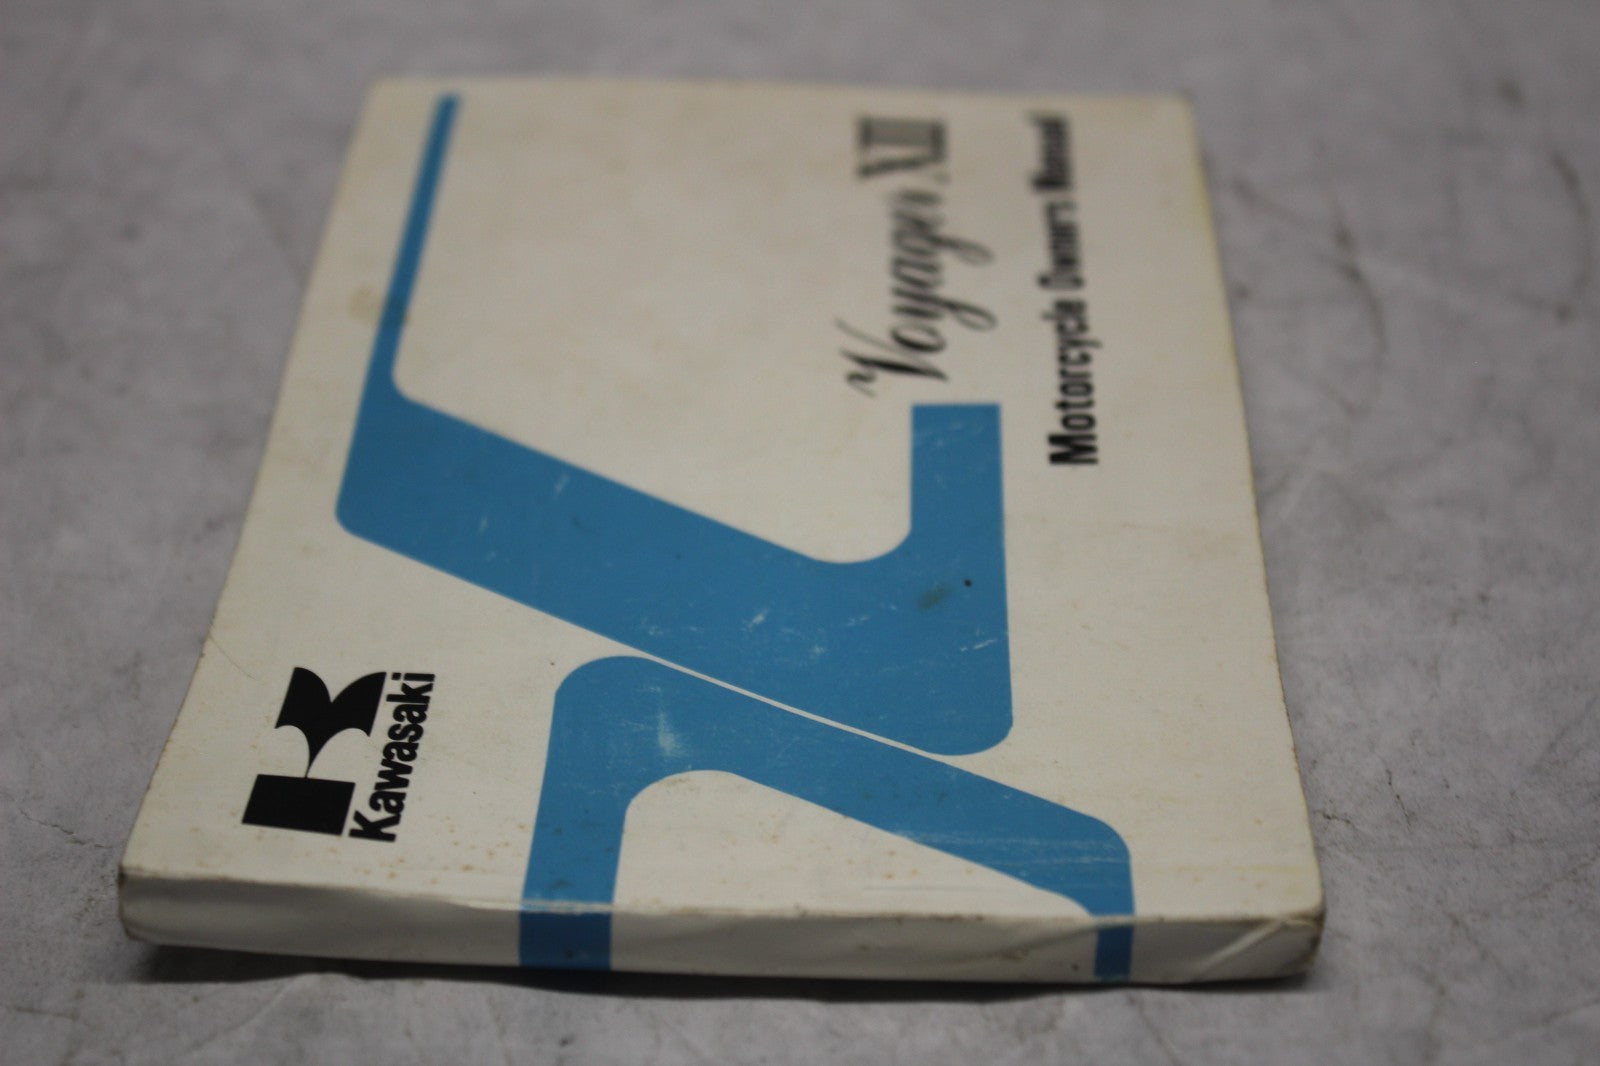 Kawasaki
Voyager XII
Motorcycle Owner's Manual